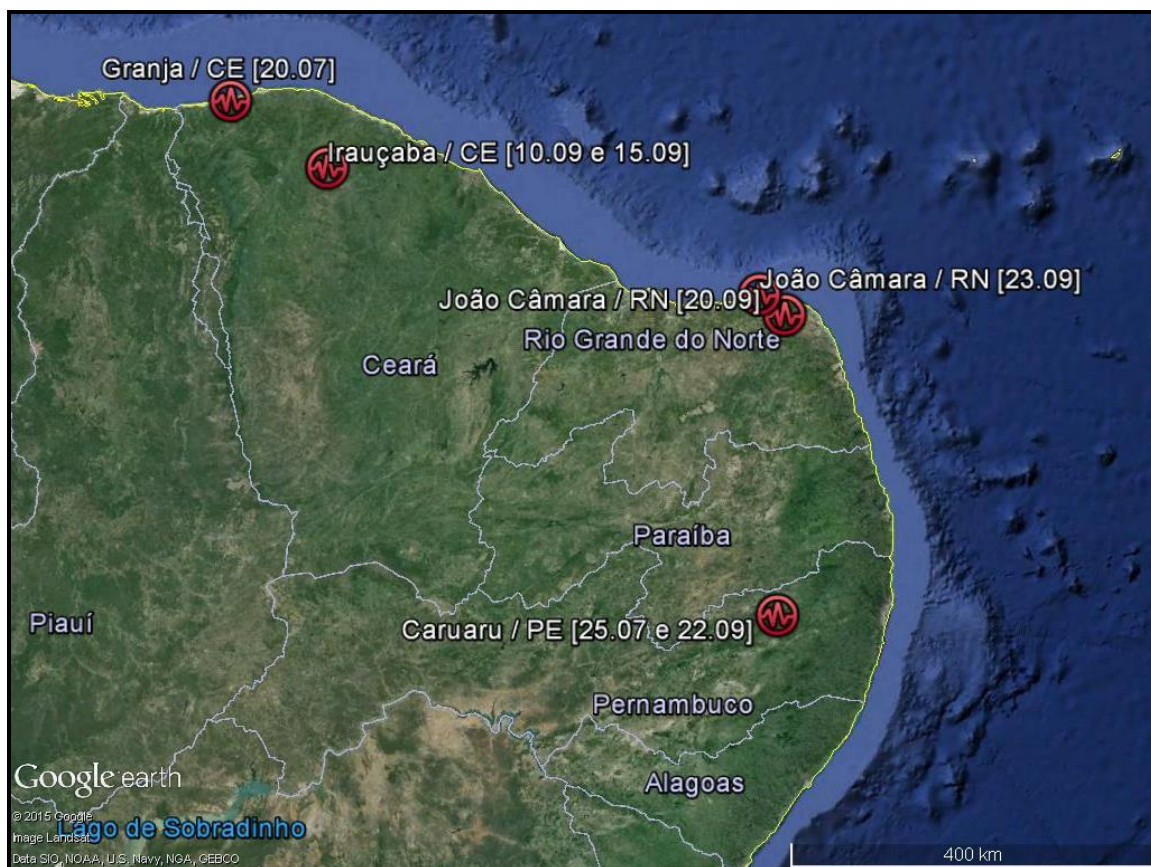 Granja / CE [20.07]
Irauçaba / CE [10.09 e 15.09]
João Câmara / RN [23.09]
João Câmara / RN [20.09]
Rio Grande do Norte
Ceará
Paraíba
Piauí
Caruaru / PE [25.07 e 22.09]
Pernambuco
Alagoas
Google earth
© 2015 Google
Image Landsat
Lago de Sobradinho
Data SIO, NOAA, U.S. Navy, NGA, GEBCO
400 km